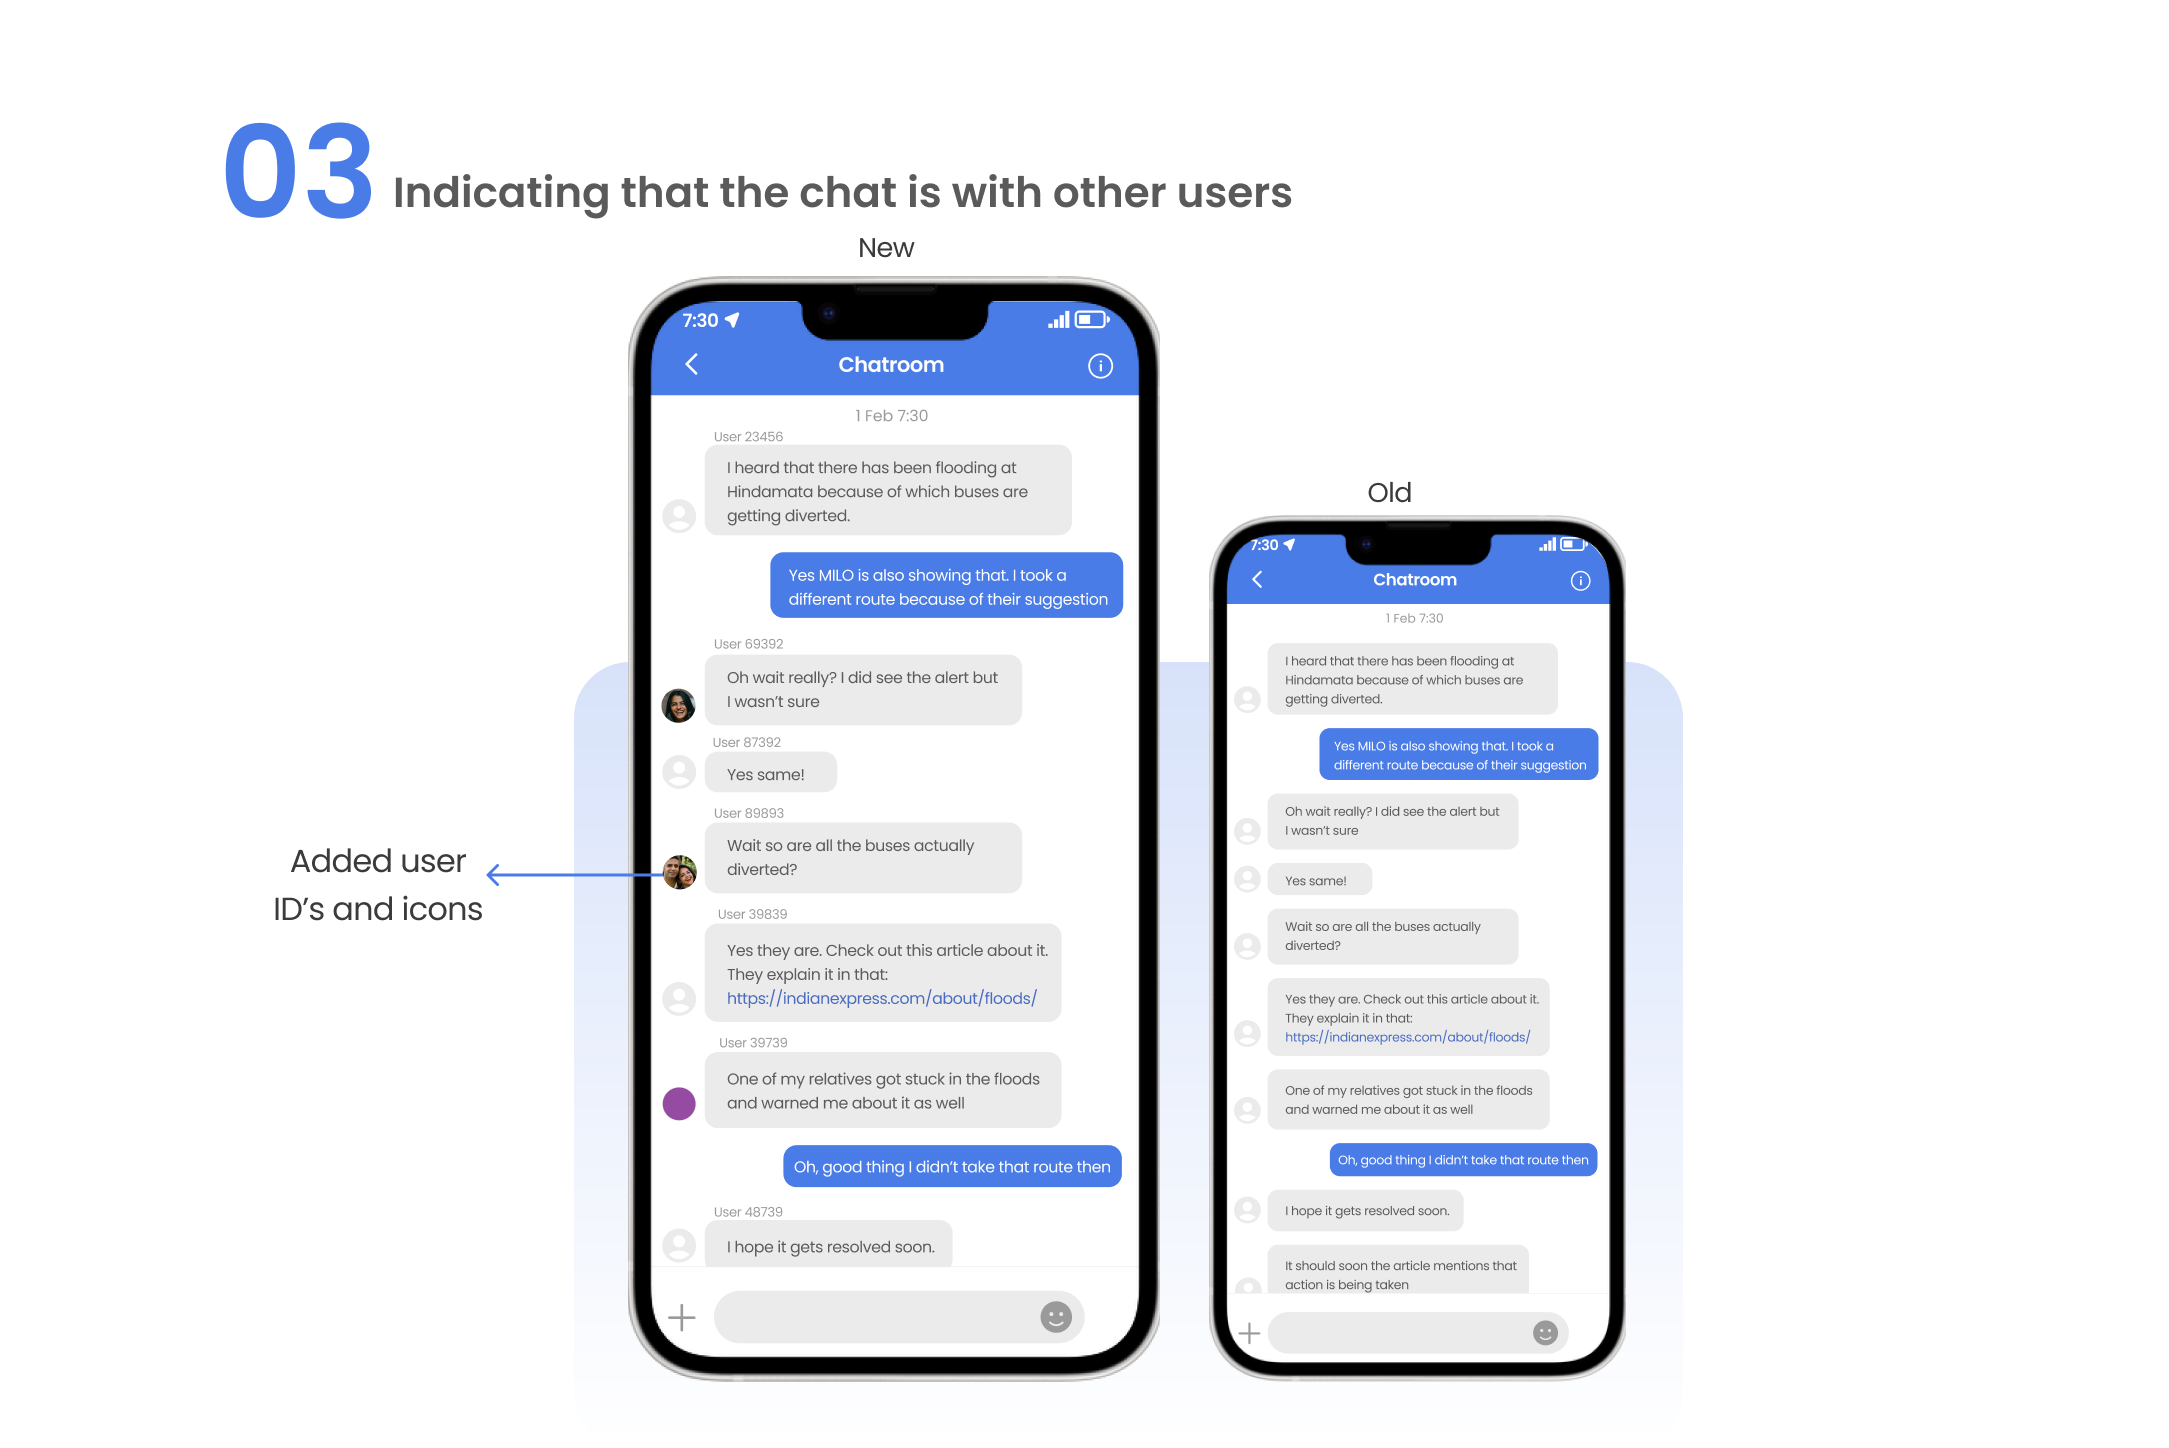 03 Indicating that the chat is with other users
New
7:30
Chatroom
1 Feb 7:30
User 23456
I heard that there has been flooding at
Hindamata because of which buses are
getting diverted.
Yes MILO is also showing that. I took a
different route because of their suggestion
User 69392
Oh wait really? I did see the alert but
I wasn't sure
User 87392
Yes same!
User 89893
Wait so are all the buses actually
diverted?
User 39839
Yes they are. Check out this article about it.
They explain it in that:
https://indianexpress.com/about/floods/
User 39739
One of my relatives got stuck in the floods
and warned me about it as well
Oh, good thing I didn't take that route then
User 48739
I hope it gets resolved soon.
Added user
ID's and icons
Old
7:30
Chatroom
1 Feb 7:30
I heard that there has been flooding at
Hindamata because of which buses are
getting diverted.
Yes MILO is also showing that. I took a
different route because of their suggestion
Oh wait really? I did see the alert but
I wasn't sure
Yes same!
Wait so are all the buses actually
diverted?
Yes they are. Check out this article about it.
They explain it in that:
https://indianexpress.com/about/floods/
One of my relatives got stuck in the floods
and warned me about it as well
Oh, good thing I didn't take that route then
I hope it gets resolved soon.
It should soon the article mentions that
action is being taken